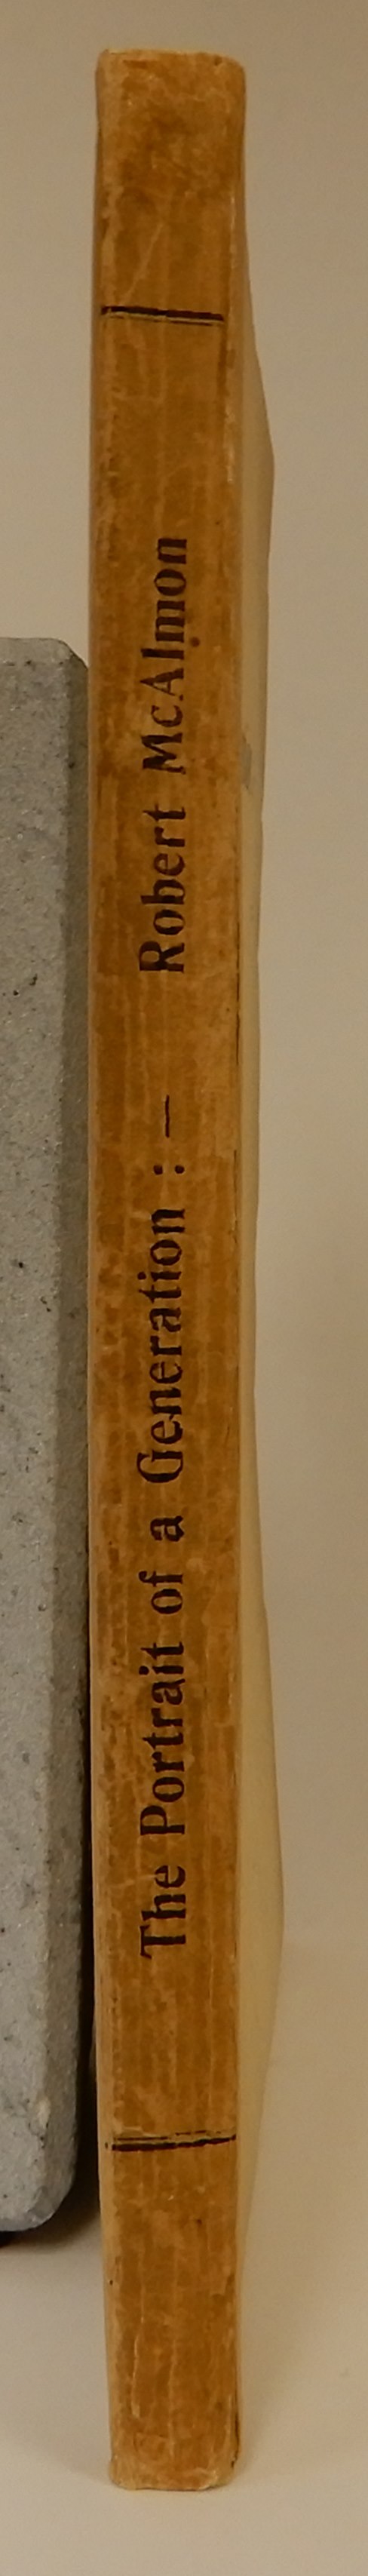 The Portrait of a Generation : — Robert McAlmon